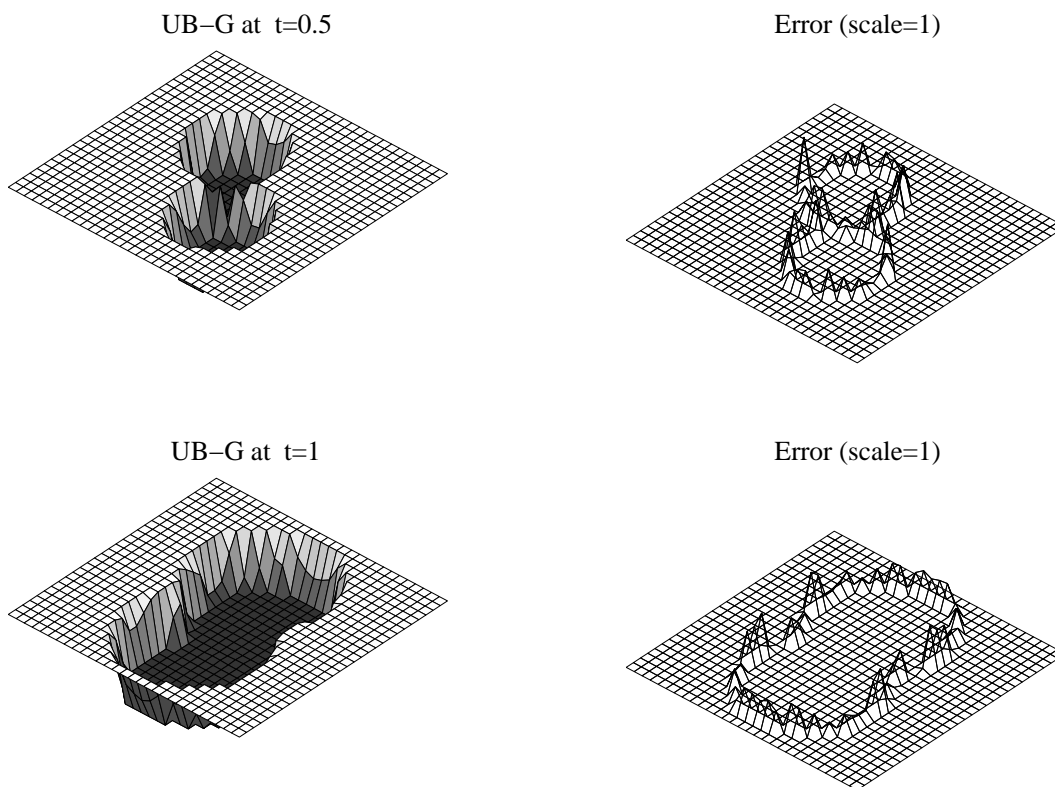 UB−G at t=0.5
Error (scale=1)
UB−G at t=1
Error (scale=1)